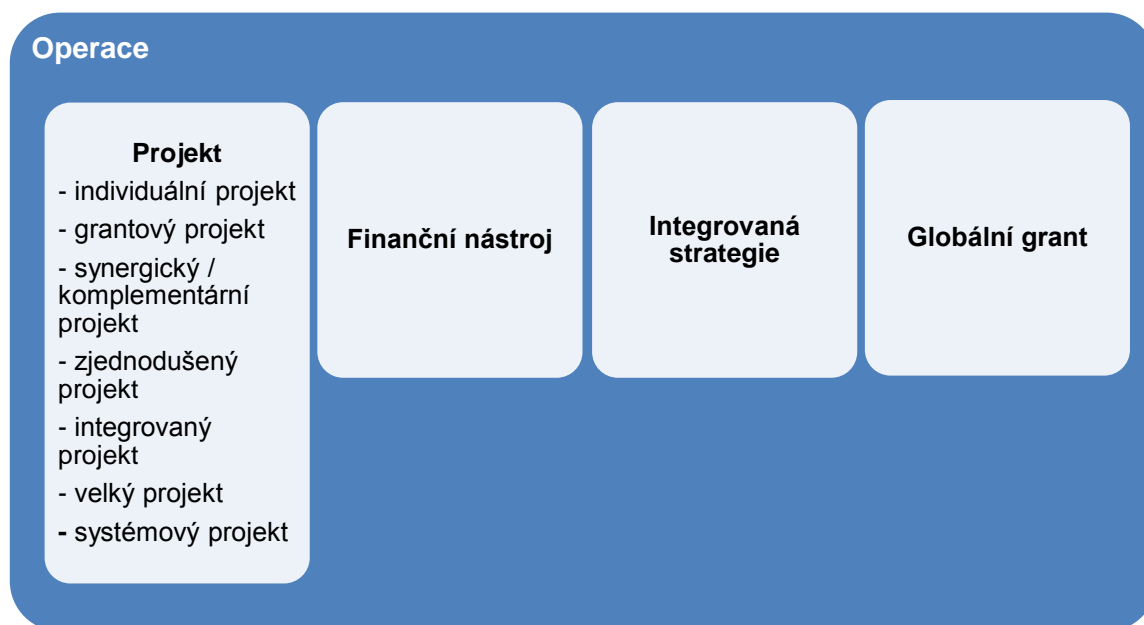 Operace
Projekt
- individuální projekt
- grantový projekt
- synergický /
komplementární
projekt
- zjednodušený
projekt
- integrovaný
projekt
- velký projekt
- systémový projekt
Finanční nástroj
Integrovaná
strategie
Globální grant